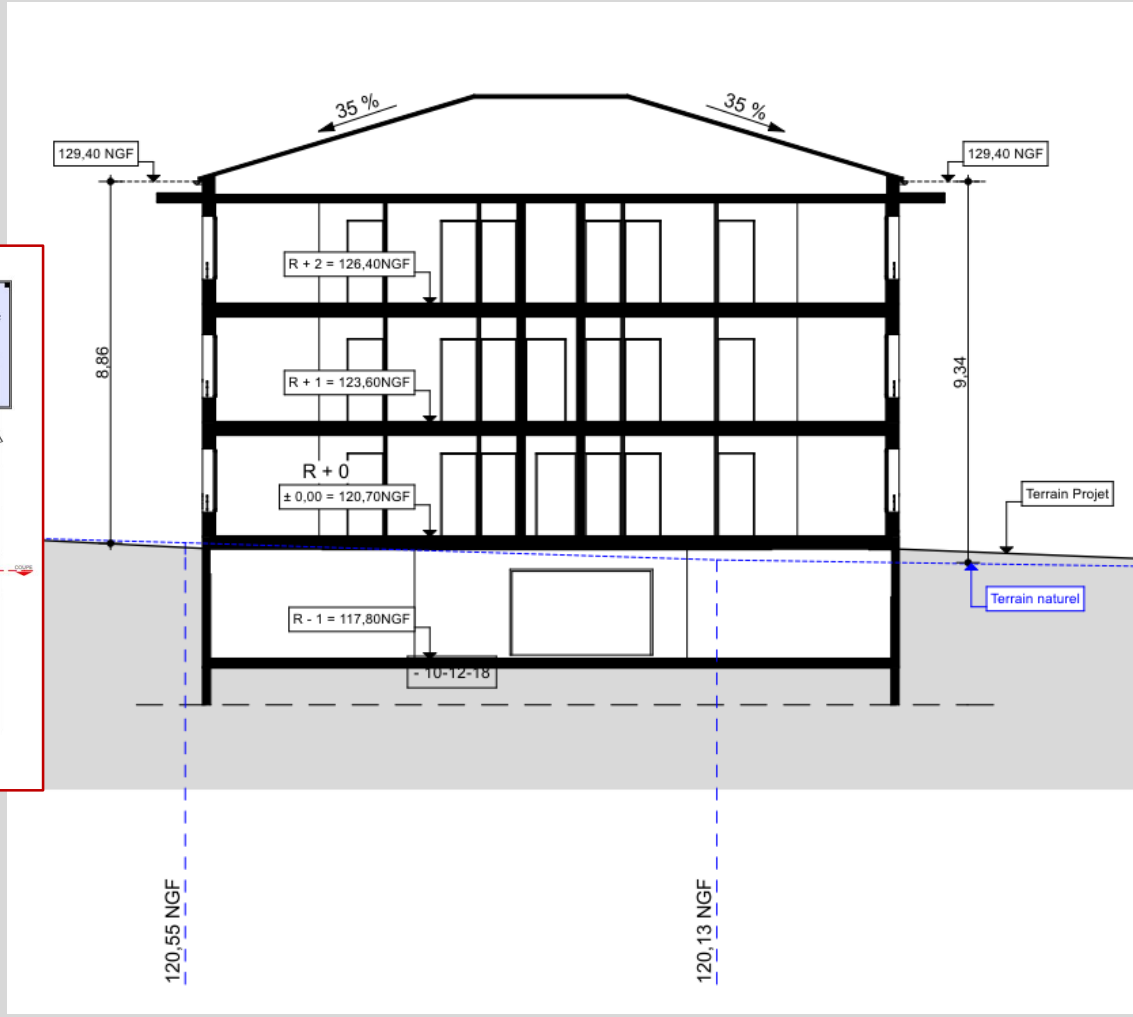 35 %
35 %
129,40 NGF
129,40 NGF
R + 2 = 126,40NGF
8,86
R + 1 = 123,60NGF
9,34
R + 0
± 0,00 = 120,70NGF
Terrain Projet
COUPE
Terrain naturel
R - 1 = 117,80NGF
- 10-12-18
120,55 NGF
120,13 NGF